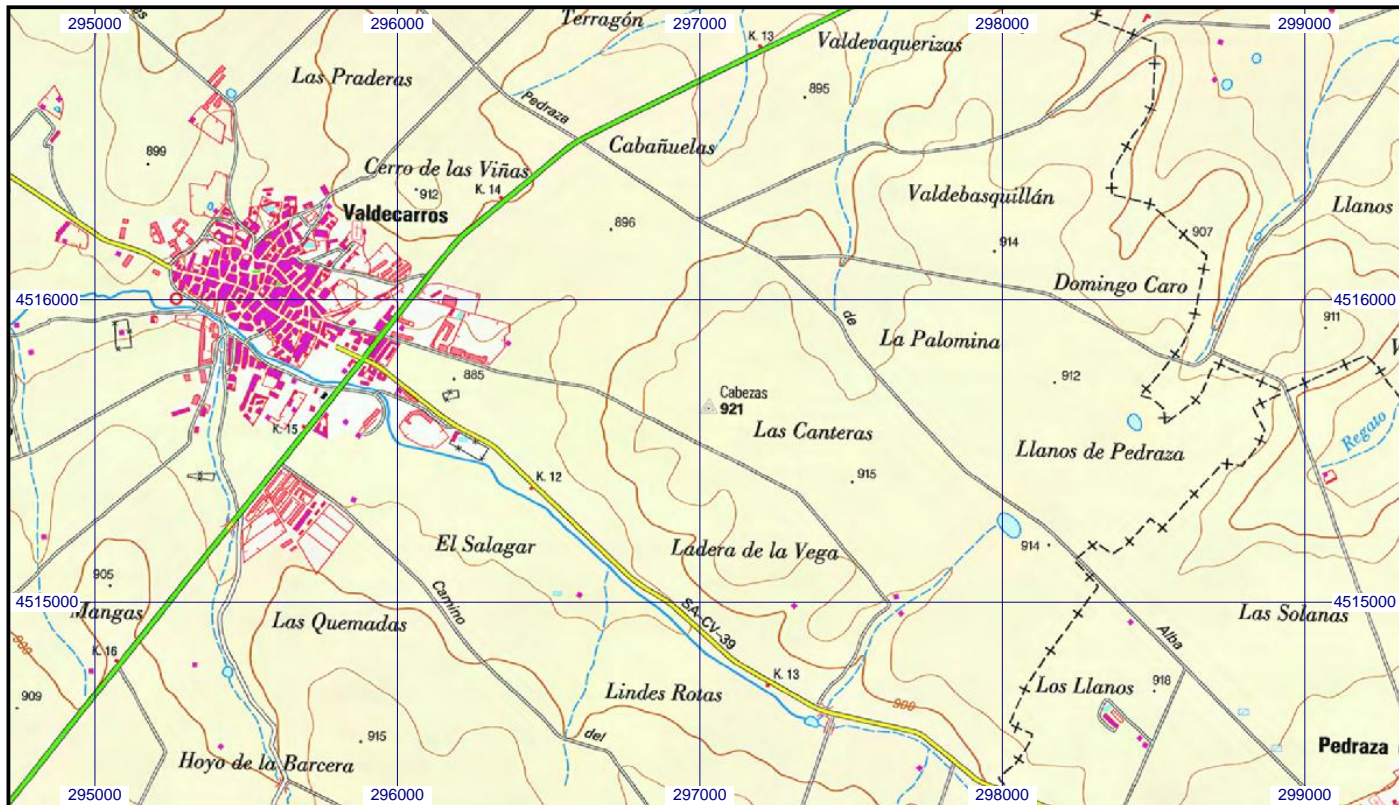 295000
296000
297000
298000
299000
Terragón
K. 13
Valdevaquerizas
Las Praderas
895
Pedraza
Cabañuelas
899
Cerro de las Viñas
912
K. 14
Valdebasquillán
Llanos
Valdecarros
896
914
907
4516000
Domingo Caro
4516000
911
de
La Palomina
885
912
Cabezas
921
Las Canteras
K. 15
Regato
Llanos de Pedraza
K. 12
915
El Salagar
Ladera de la Vega
914
905
Camino
4515000
Mangas
SA-CV-39
4515000
Las Solanas
Las Quemadas
Alba
900
K. 16
K. 13
Los Llanos
918
909
Lindes Rotas
900
915
del
Pedraza
Hoyo de la Barcera
295000
296000
297000
298000
299000